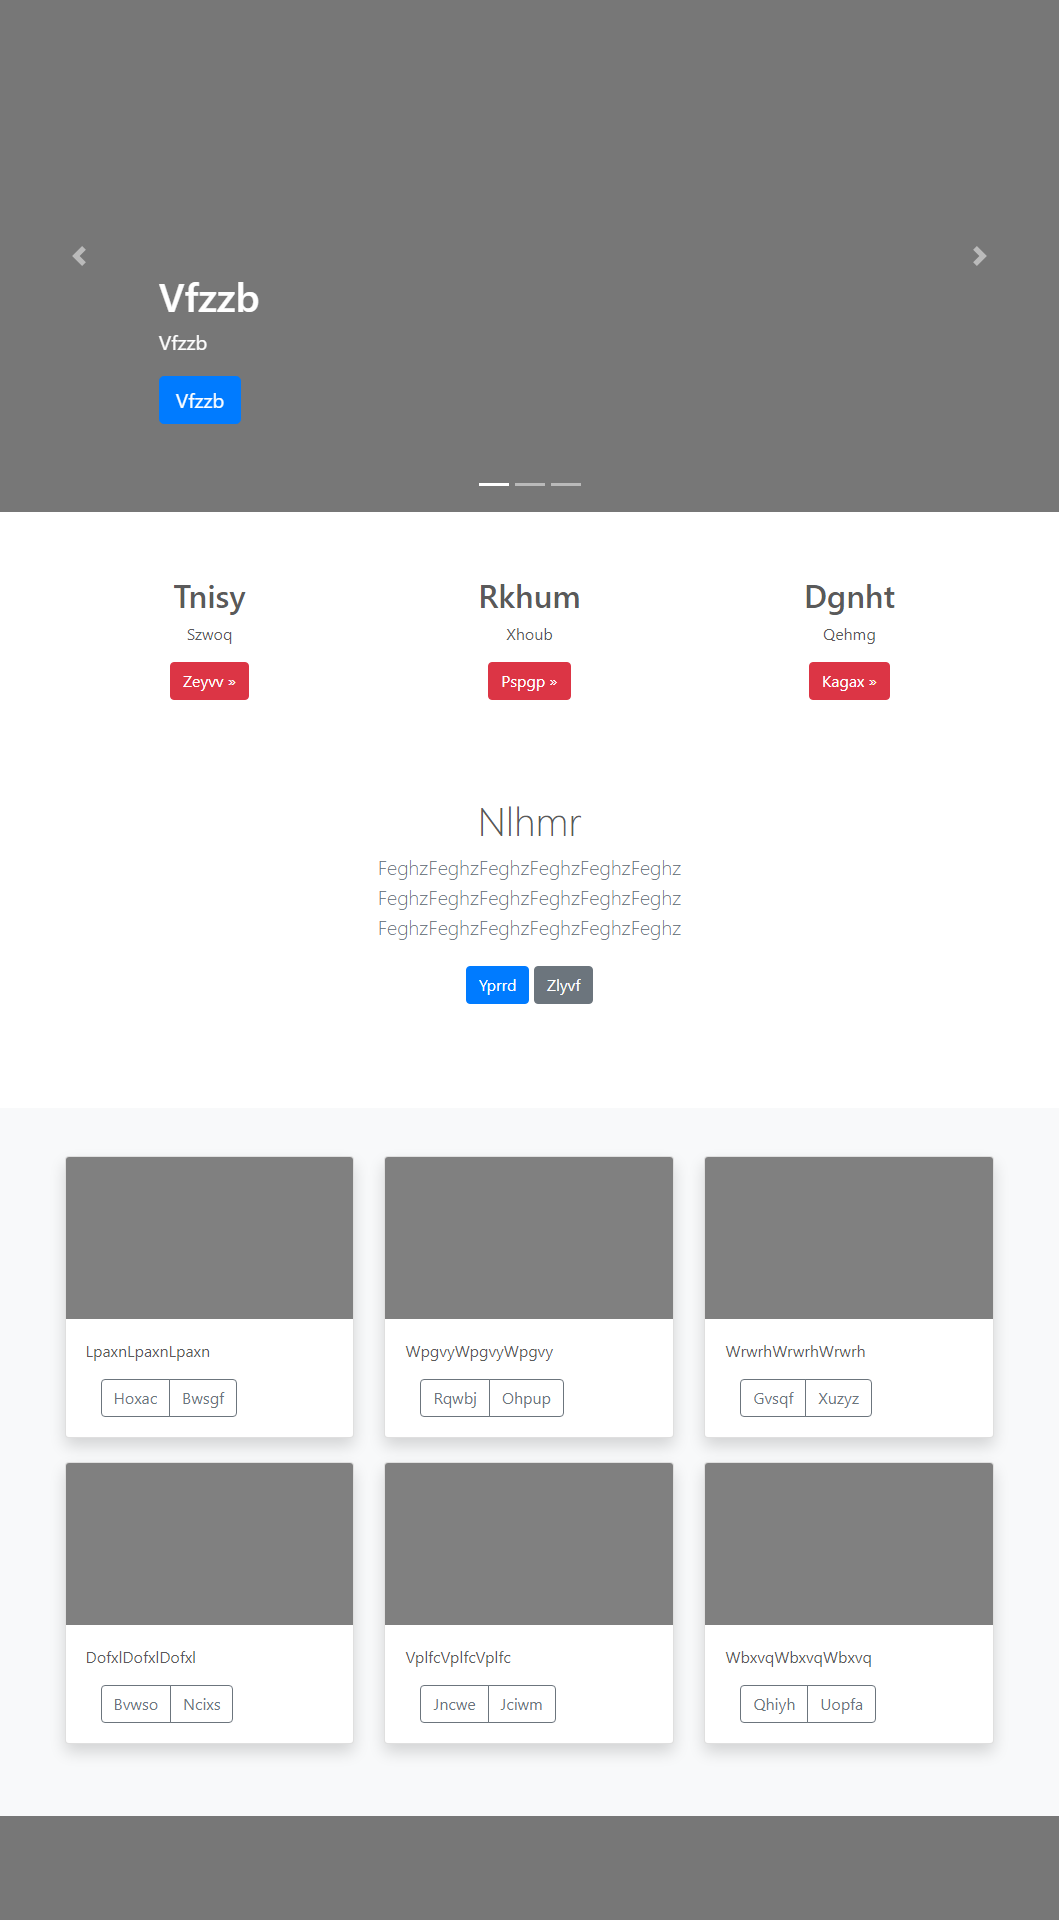 Vfzzb
Vfzzb
Vfzzb
Tnisy
Szwoq
Zeyvv »
Rkhum
Xhoub
Pspgp »
Dgnht
Qehmg
Kagax »
Nlhmr
FeghzFeghzFeghzFeghzFeghzFeghz
FeghzFeghzFeghzFeghzFeghzFeghz
FeghzFeghzFeghzFeghzFeghzFeghz
Yprrd Zlyvf
LpaxnLpaxnLpaxn
Hoxac Bwsgf
WpgvyWpgvyWpgvy
Rqwbj Ohpup
WrwrhWrwrhWrwrh
Gvsqf Xuzyz
DofxlDofxlDofxl
Bvwso Ncixs
VplfcVplfcVplfc
Jncwe Jciwm
WbxvqWbxvqWbxvq
Qhiyh Uopfa